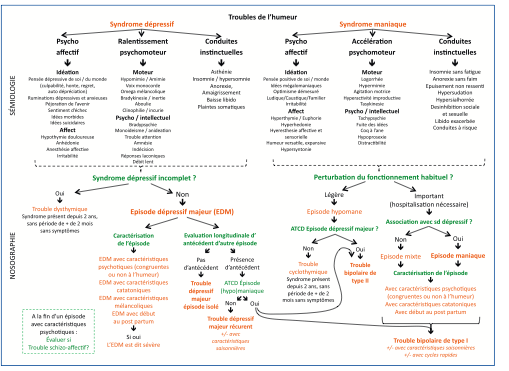 Troubles de l'humeur
Syndrome dépressif
Syndrome maniaque
SÉMIOLOGIE
Psycho
affectif
Ralentissement
psychomoteur
Conduites
instinctuelles
Idéation
Pensée dépressive de soi / du monde
(culpabilité, honte, regret,
auto dépréciation)
Ruminations dépressives et anxieuses
Péjoration de l'avenir
Sentiment d'échec
Idées morbides
Idées suicidaires
Affect
Hypothymie douloureuse
Anhédonie
Anesthésie affective
Irritabilité
Moteur
Hypomimie / Amimie
Voix monocorde
Omega mélancolique
Bradykinésie / inertie
Aboulie
Clinophilie / incurie
Psycho / intellectuel
Bradypsychie
Monoïdéisme / anidéation
Trouble attention
Amnésie
Indécision
Réponses laconiques
Débit lent
Asthénie
Insomnie / hypersomnie
Anorexie,
Amaigrissement
Baisse libido
Plaintes somatiques
Psycho
affectif
Accélération
psychomoteur
Conduites
instinctuelles
Idéation
Pensée positive de soi / monde
Idées mégalomaniaques
Optimisme démesuré
Ludique/Caustique/Familier
Irritabilité
Affect
Hyperthymie / Euphorie
Hyperhédonie
Hyperesthésie affective et
sensorielle
Humeur versatile, expansive
Hypersyntonie
Moteur
Logorrhée
Hypermimie
Agitation motrice
Hyperactivité improductive
Tasikinésie
Psycho / intellectuel
Tachypsychie
Fuite des idées
Coq à l'ane
Hypoprosexie
Distractibilité
Insomnie sans fatigue
Anorexie sans faim
Épuisement non ressenti
Hypersudation
Hypersialhorrée
Desinhibition sociale
et sexuelle
Libido exacerbée
Conduites à risque
NOSOGRAPHIE
Syndrome dépressif incomplet ?
Oui
Non
Trouble dysthymique
Syndrome présent depuis 2 ans,
sans période de + de 2 mois
sans symptômes
Episode dépressif majeur (EDM)
Caractérisation
de l'épisode
EDM avec caractéristiques
psychotiques (congruentes
ou non à l'humeur)
EDM avec caractéristiques
catatoniques
EDM avec caractéristiques
mélancoliques
EDM avec début
au post partum
Si oui
L'EDM est dit sévère
A la fin d'un épisode
avec caractéristiques
psychotiques :
Évaluer si
Trouble schizo-affectif?
Evaluation longitudinale d'
antécédent d'autre épisode
Pas
d'antécédent
Présence
d'antécédent
Trouble
dépressif
majeur
épisode isolé
ATCD Épisode
(hypo)maniaque
Non
Oui
Trouble dépressif
majeur récurrent
+/- avec
caractéristiques
saisonnières
Perturbation du fonctionnement habituel ?
Légère
Important
(hospitalisation nécessaire)
Episode hypomane
ATCD Episode dépressif majeur ?
Non
Oui
Trouble
cyclothymique
Syndrome présent
depuis 2 ans, sans
période de + de 2
mois sans symptômes
Trouble
bipolaire de
type II
Association avec sd dépressif ?
Non
Oui
Episode mixte
Episode maniaque
Caractérisation de l'épisode
Avec caractéristiques psychotiques
(congruentes ou non à l'humeur)
Avec caractéristiques catatoniques
Avec début au post partum
Trouble bipolaire de type I
+/- avec caractéristiques saisonnières
+/- avec cycles rapides